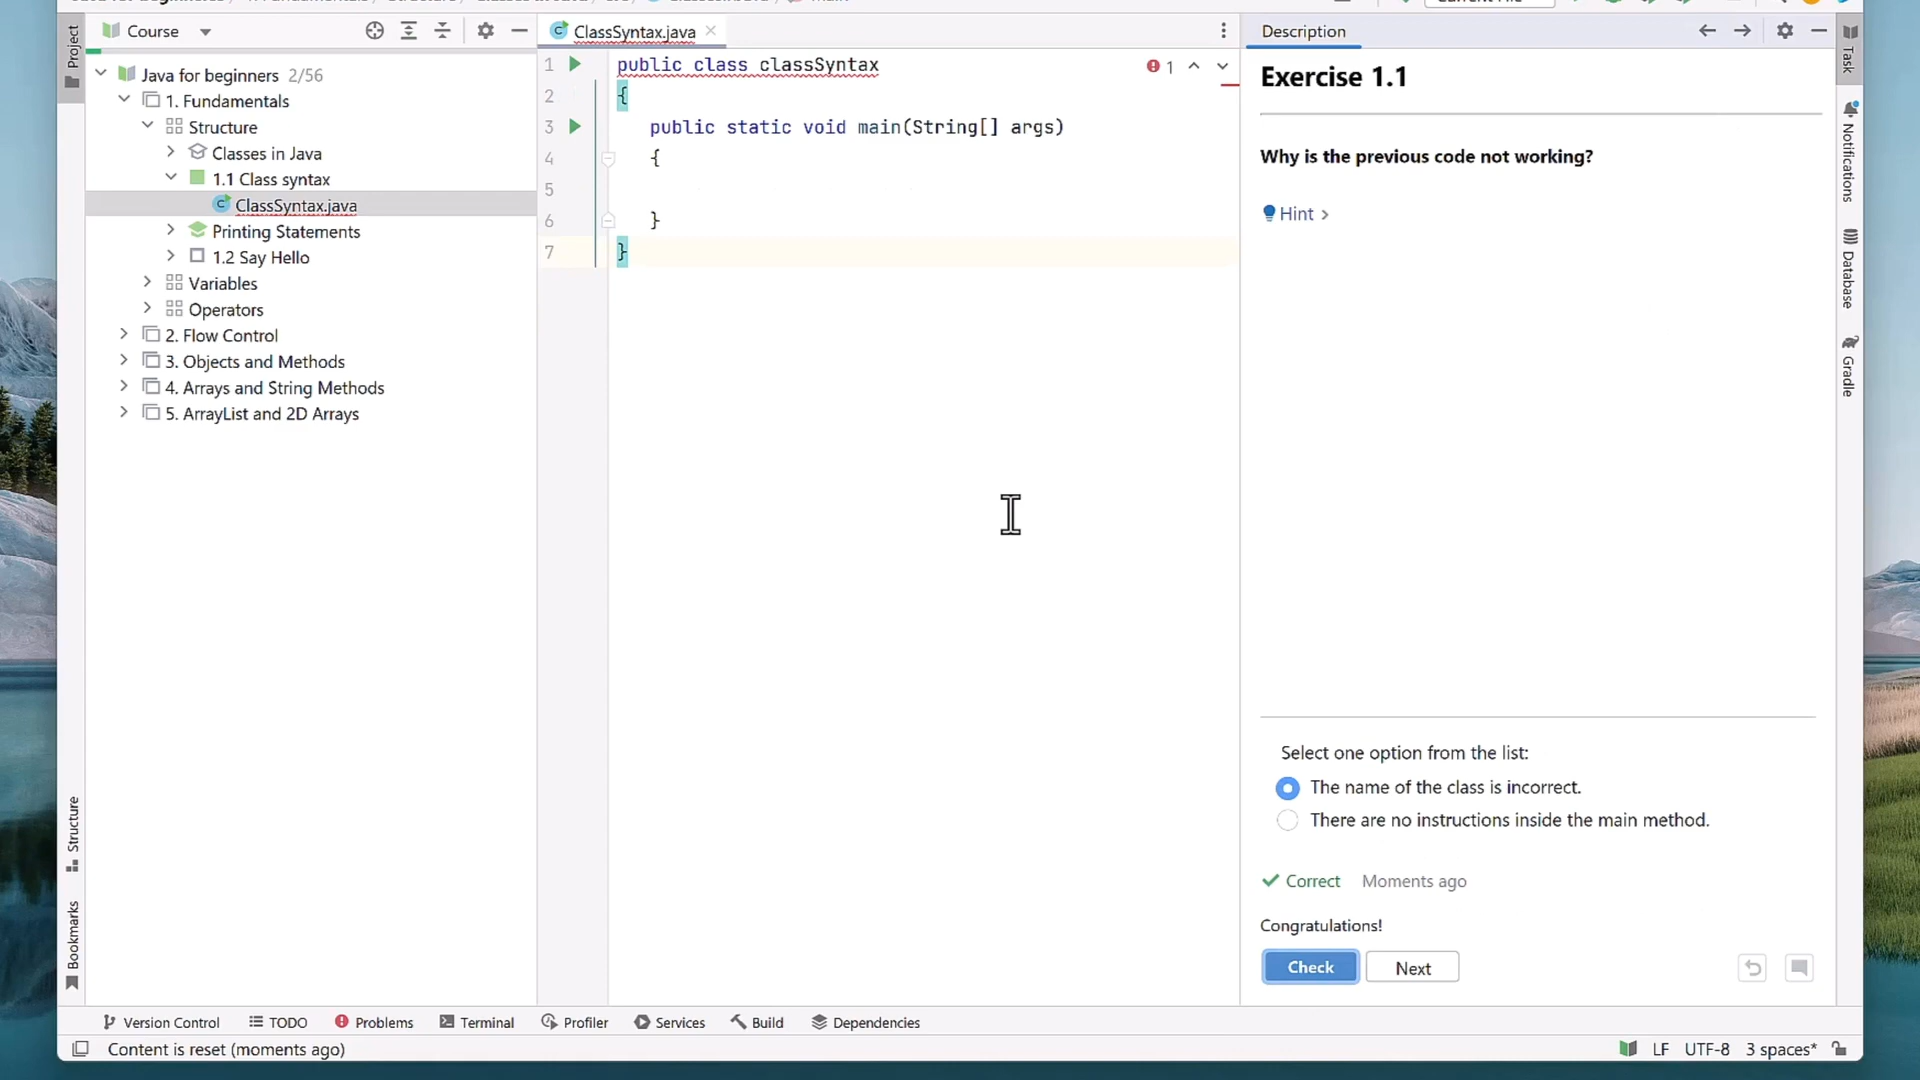 Course
ClassSyntax.java
Description
Project
Java for beginners 2/56
1. Fundamentals
Structure
Classes in Java
1.1 Class syntax
ClassSyntax.java
Printing Statements
1.2 Say Hello
Variables
Operators
2. Flow Control
3. Objects and Methods
4. Arrays and String Methods
5. ArrayList and 2D Arrays
Structure
Bookmarks
1 public class classSyntax
2 {
3 public static void main(String[] args)
4 {
5
6 }
7 }
1
Exercise 1.1
Why is the previous code not working?
Hint
Select one option from the list:
The name of the class is incorrect.
There are no instructions inside the main method.
Correct Moments ago
Congratulations!
Check Next
Task
Notifications
Database
Gradle
Version Control TODO Problems Terminal Profiler Services Build Dependencies
Content is reset (moments ago) LF UTF-8 3 spaces*